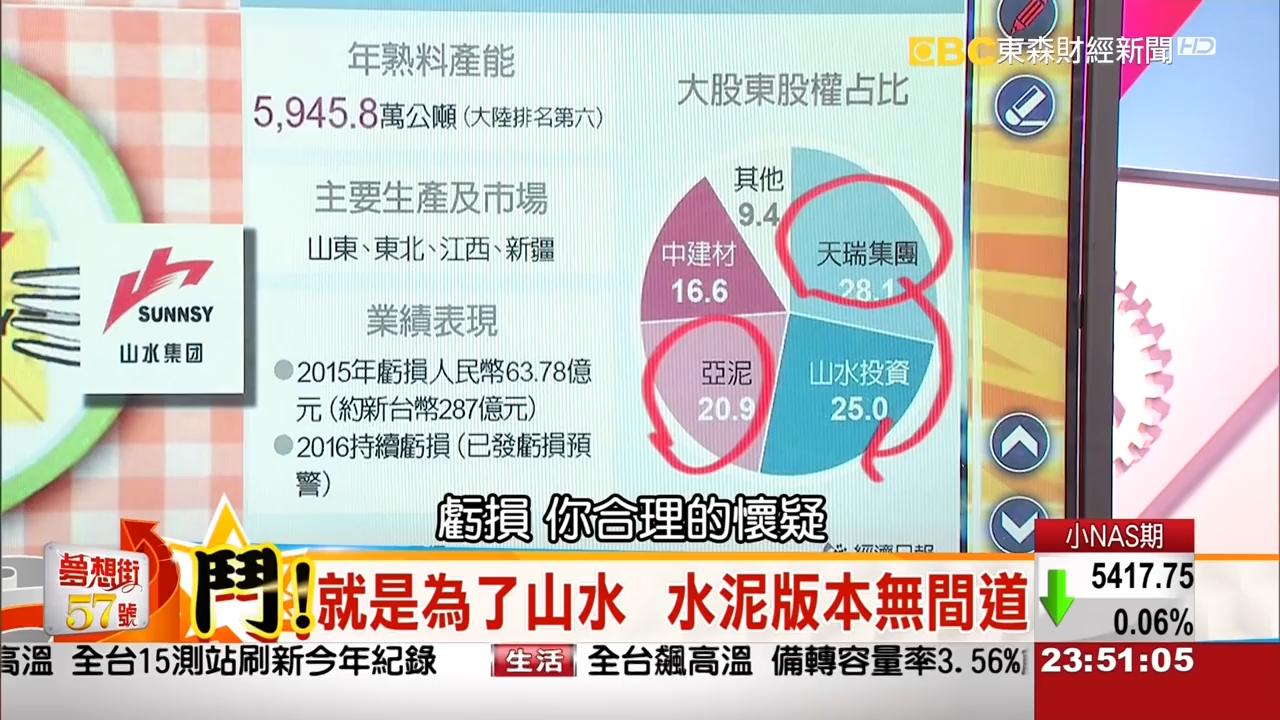 EBC 東森財經新聞 HD
年熟料產能
5,945.8萬公噸(大陸排名第六)
主要生產及市場
山東、東北、江西、新疆
業績表現
2015年虧損人民幣63.78億
元(約新台幣287億元)
2016持續虧損(已發虧損預
警)
大股東股權占比
其他
9.4
天瑞集團
28.1
中建材
16.6
亞泥
20.9
山水投資
25.0
SUNNSY
山水集团
經濟日報
虧損 你合理的懷疑
夢想街
57號
鬥!就是為了山水 水泥版本無間道
小NAS期
5417.75
0.06%
高溫 全台15測站刷新今年紀錄 生活 全台飆高溫 備轉容量率3.56%
23:51:05